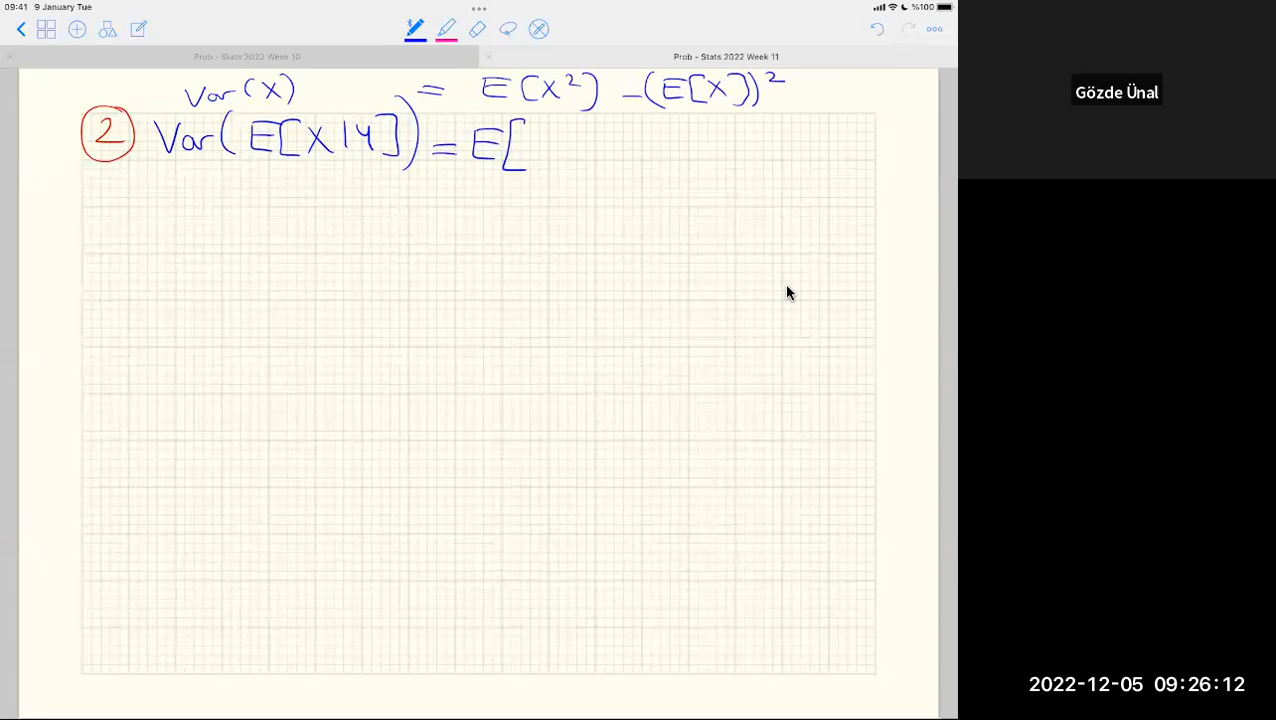 09:41 9 January Tue
%100
Prob - Stats 2022 Week 10
Prob - Stats 2022 Week 11
Var(X) = E[X²] - (E[X])²
2 Var(E[X|Y]) = E[
Gözde Ünal
2022-12-05 09:26:12